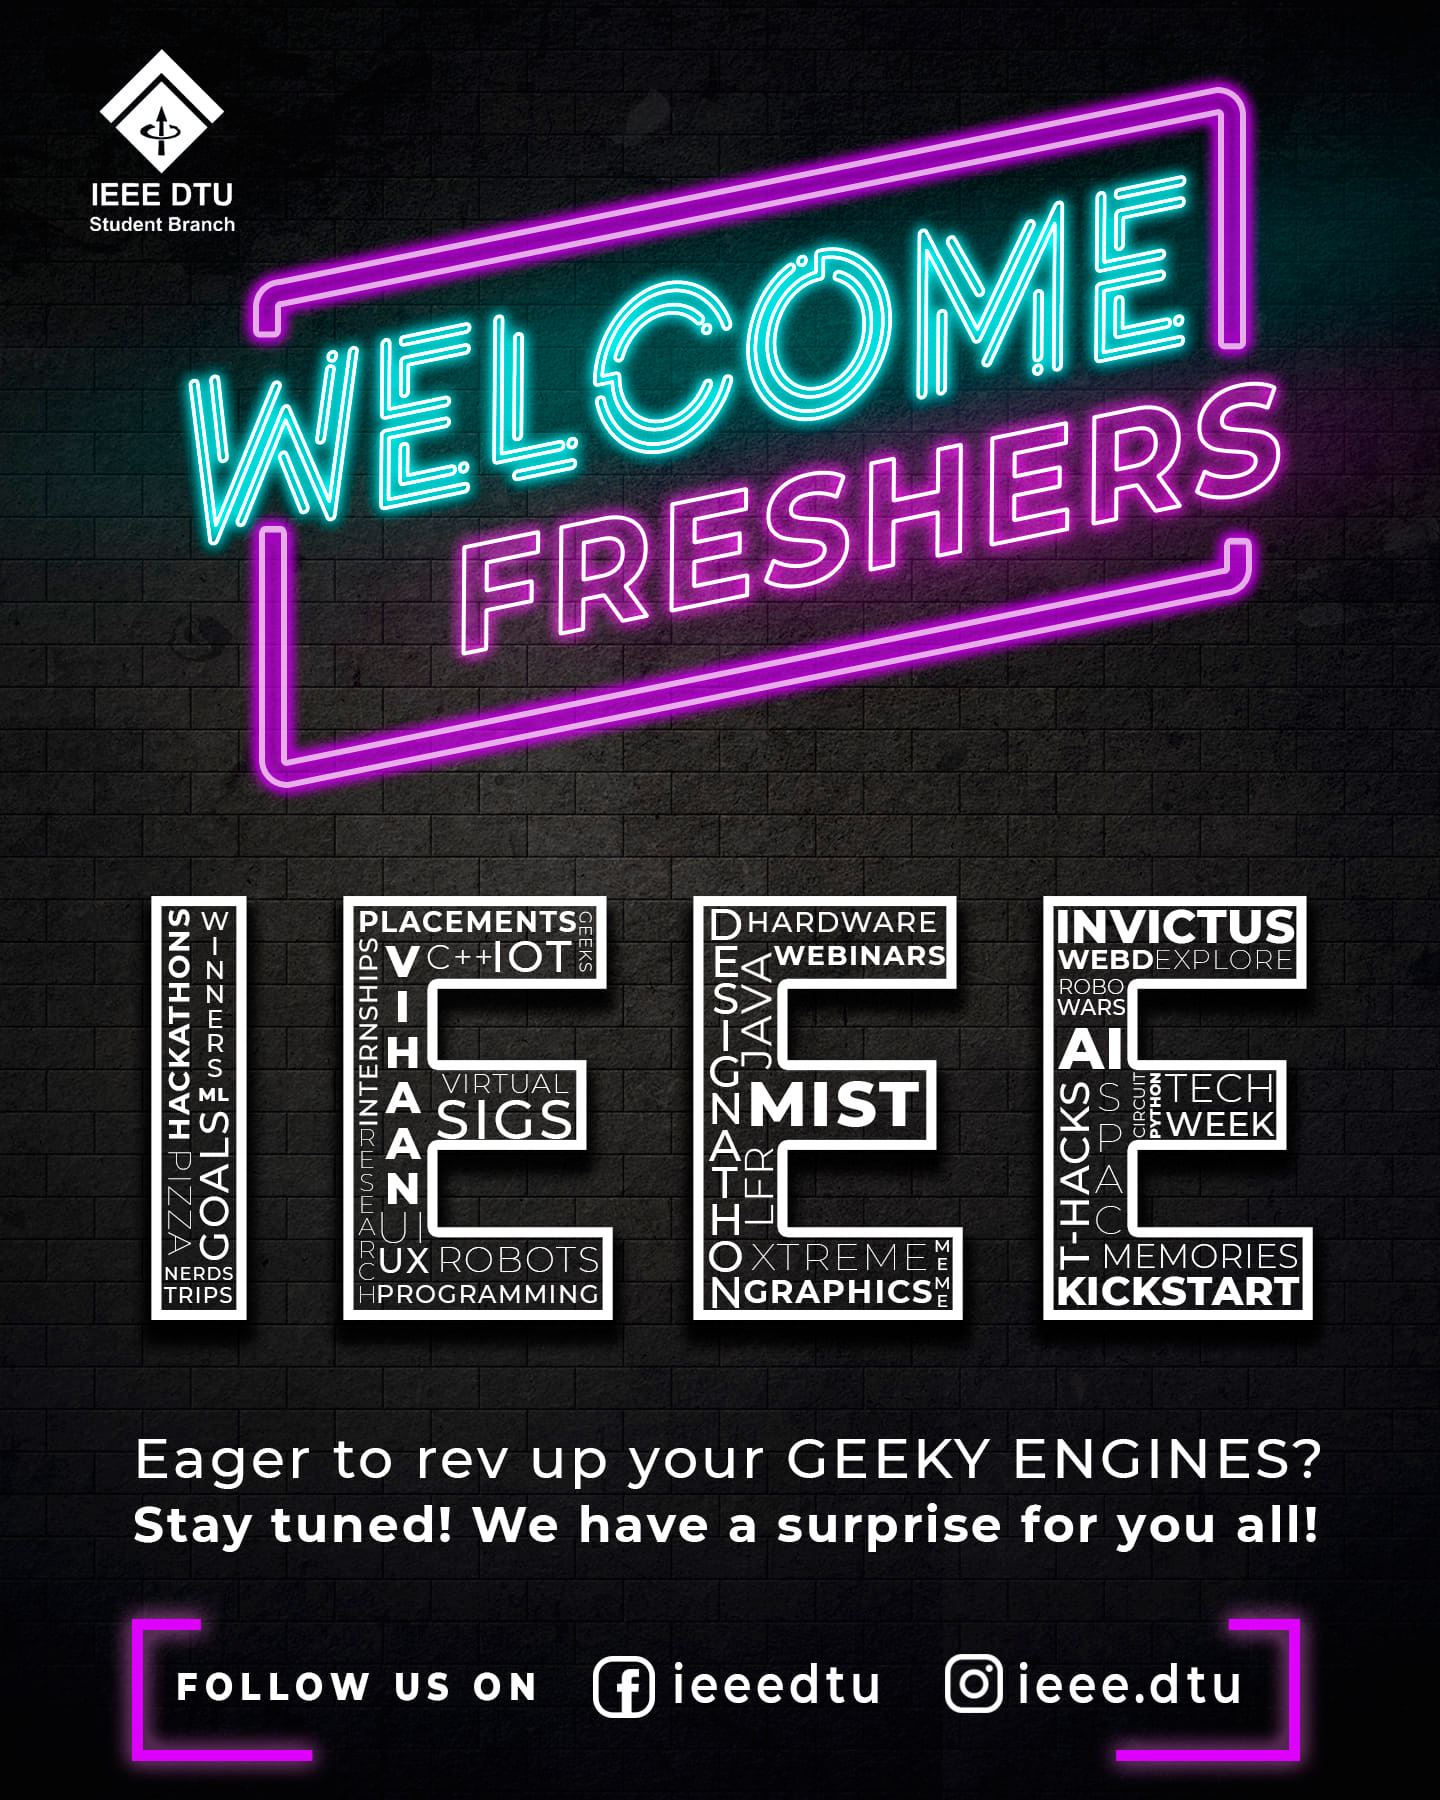 IEEE DTU
Student Branch
WELCOME
FRESHERS
HACKATHONS
WINNERS
ML
GOALS
PIZZA
NERDS
TRIPS
PLACEMENTS
GEEKS
INTERNSHIPS
VIHAAN
C++
IOT
VIRTUAL
SIGS
RESEARCH
UI
UX
ROBOTS
PROGRAMMING
DESIGNATHON
HARDWARE
WEBINARS
JAVA
MIST
LFR
XTREME
MEME
GRAPHICS
INVICTUS
WEBD
EXPLORE
ROBO
WARS
AI
T-HACKS
SPAC
CIRCUIT
PYTHON
TECH
WEEK
MEMORIES
KICKSTART
Eager to rev up your GEEKY ENGINES?
Stay tuned! We have a surprise for you all!
FOLLOW US ON ieeedtu ieee.dtu